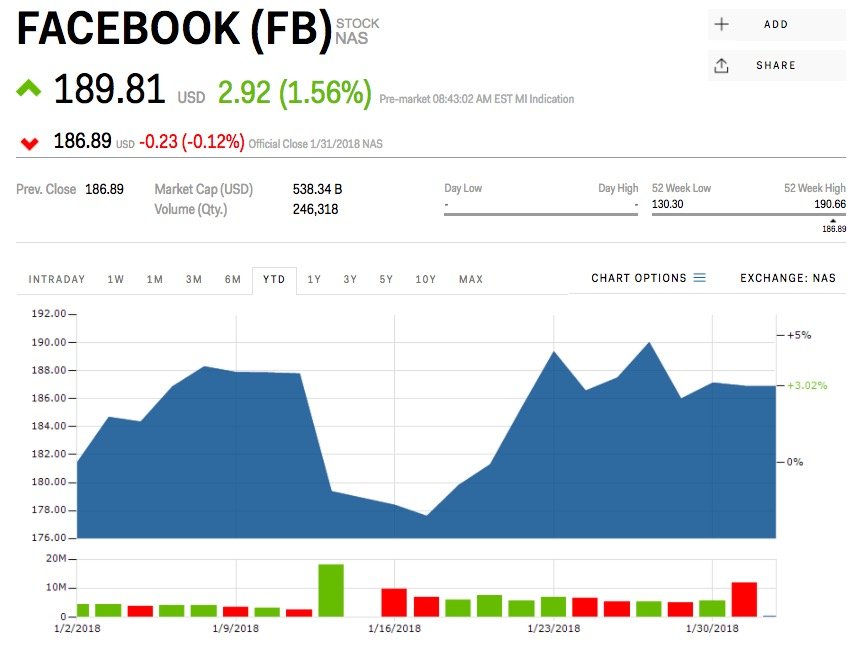 FACEBOOK (FB) STOCK NAS
ADD
SHARE
189.81 USD 2.92 (1.56%) Pre-market 08:43:02 AM EST MI Indication
186.89 USD -0.23 (-0.12%) Official Close 1/31/2018 NAS
Prev. Close 186.89 Market Cap (USD) 538.34 B Day Low Day High 52 Week Low 52 Week High
Volume (Qty.) 246,318 - - 130.30 190.66
186.89
INTRADAY 1W 1M 3M 6M YTD 1Y 3Y 5Y 10Y MAX CHART OPTIONS EXCHANGE: NAS
192.00
+5%
190.00
188.00
+3.02%
186.00
184.00
182.00
0%
180.00
178.00
176.00
20M
10M
0
1/2/2018 1/9/2018 1/16/2018 1/23/2018 1/30/2018